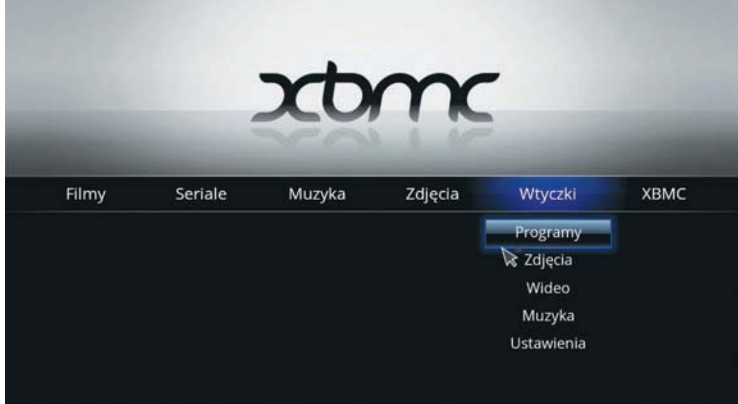 xbmc
Filmy Seriale Muzyka Zdjęcia Wtyczki XBMC
Programy
Zdjęcia
Wideo
Muzyka
Ustawienia